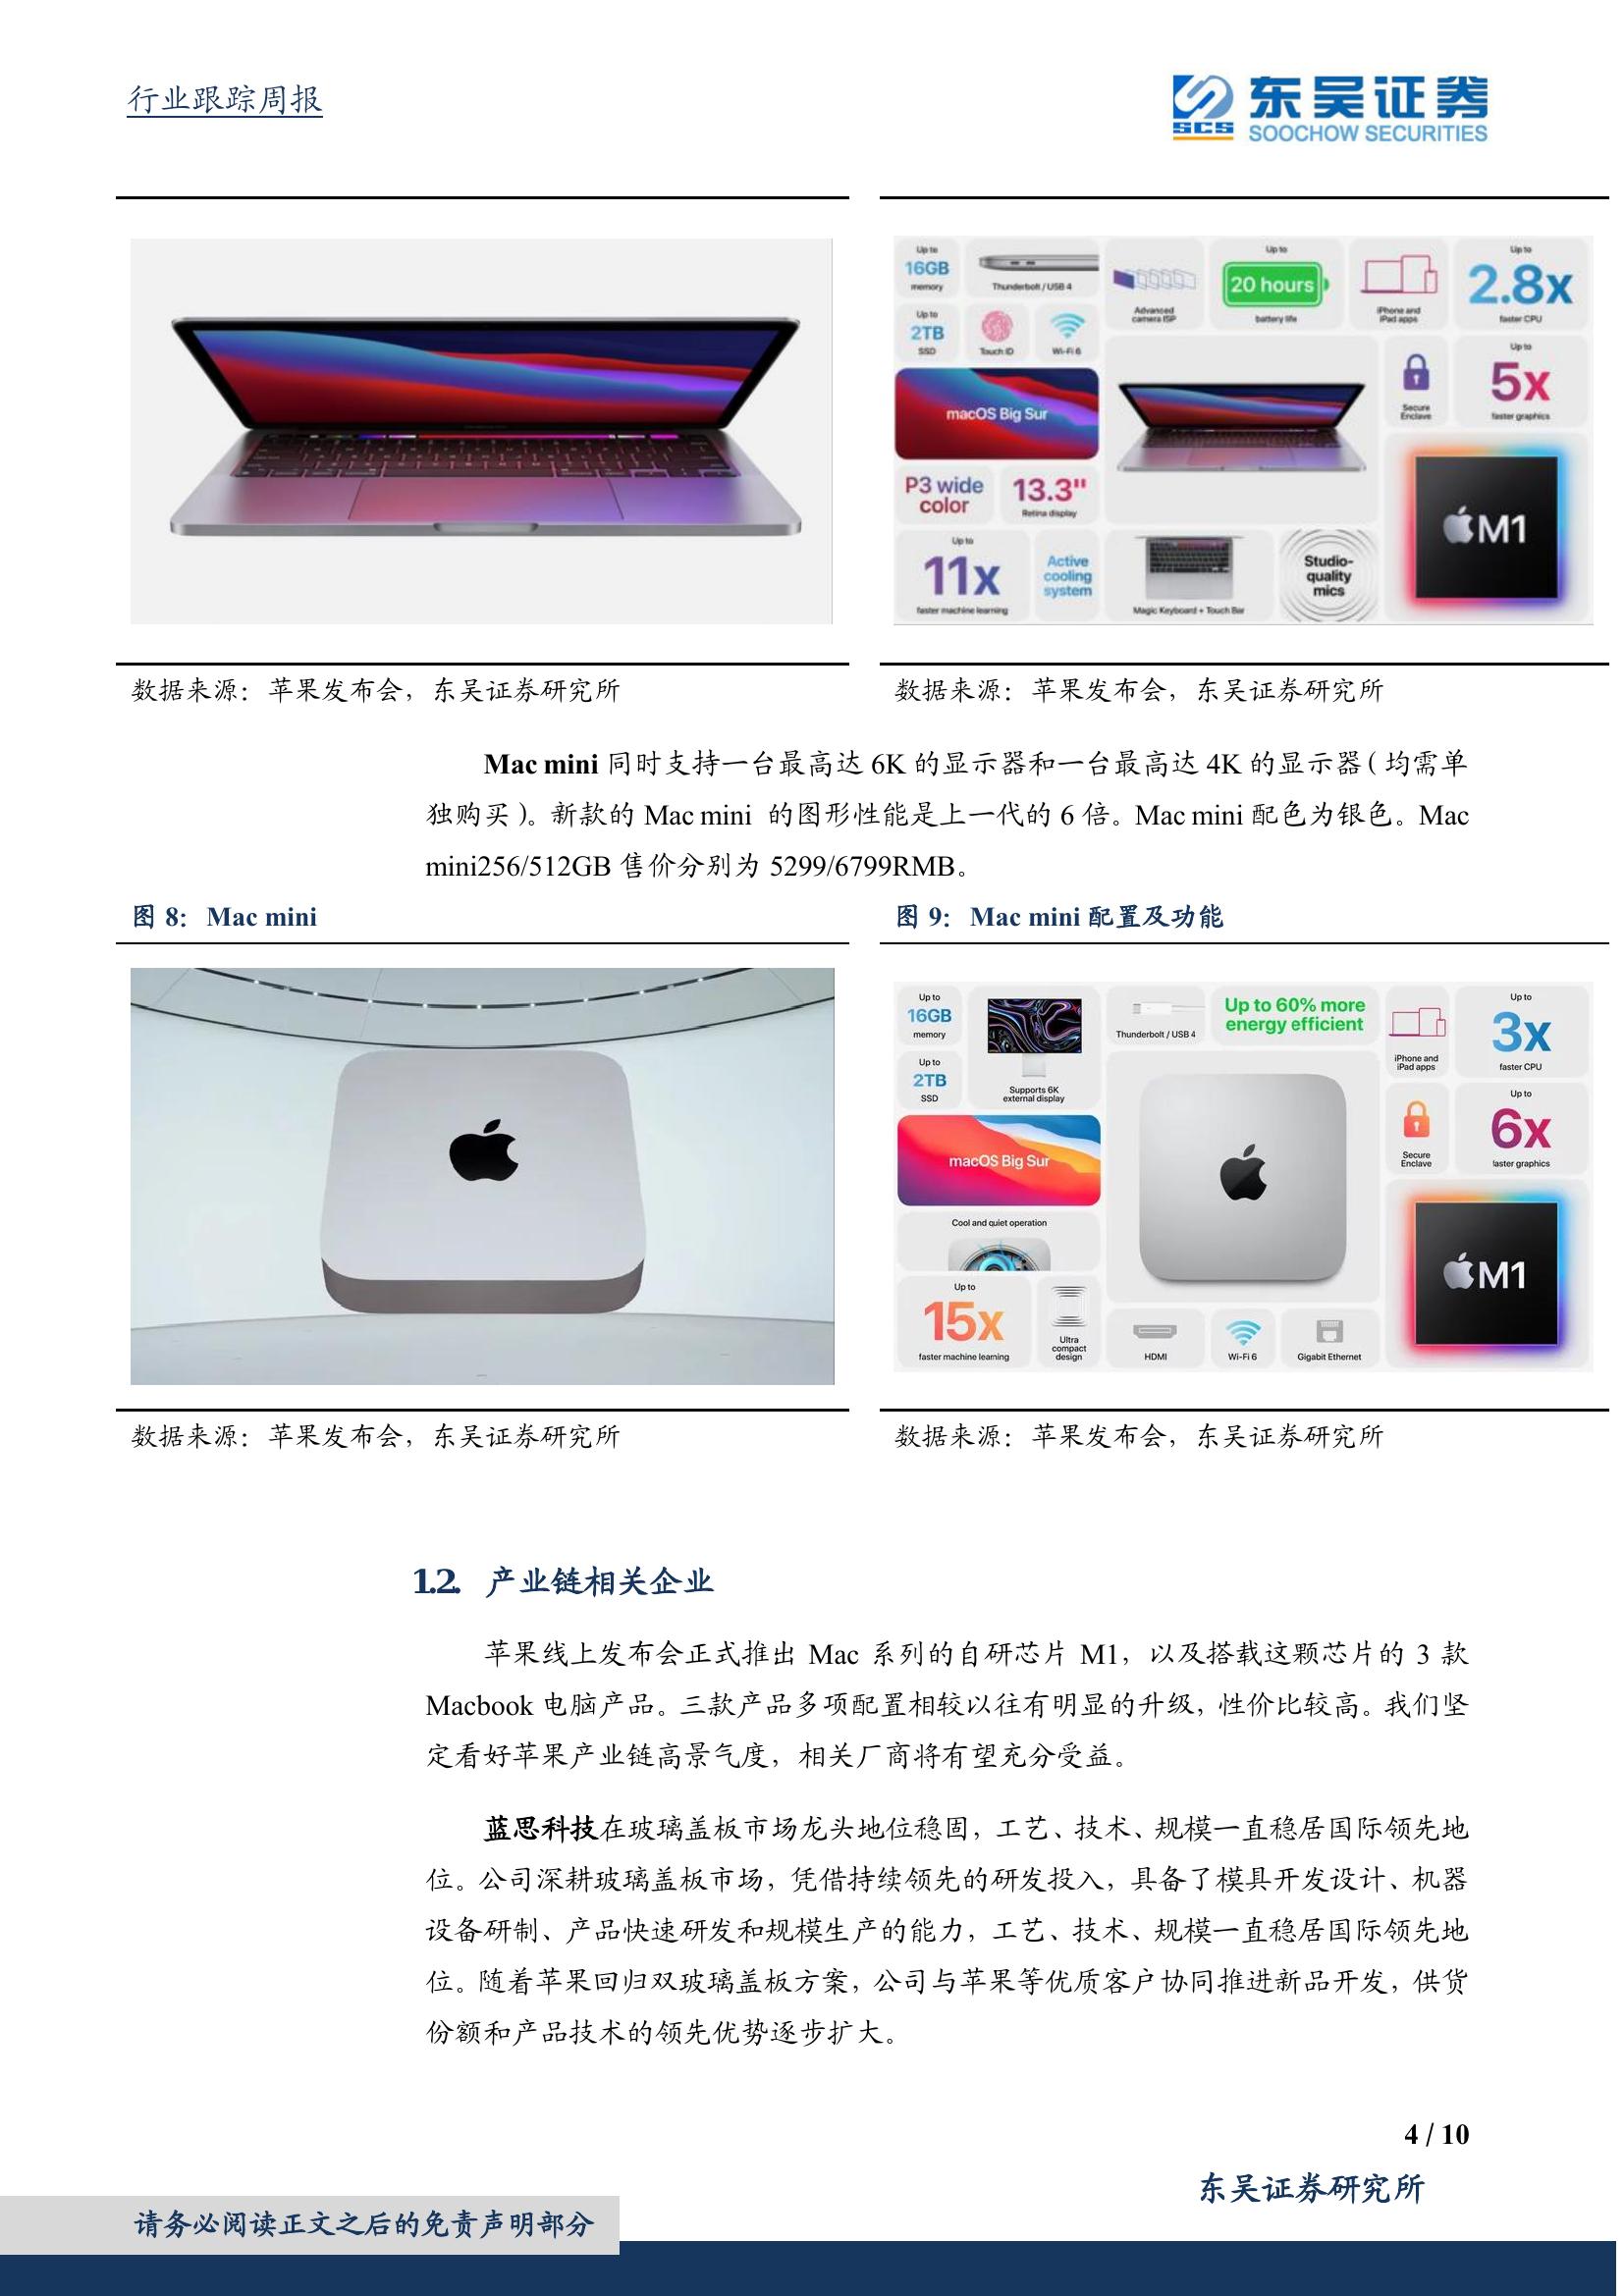 行业跟踪周报
SCS
东吴证券
SOOCHOW SECURITIES
Up to
16GB
memory
Thunderbolt / USB 4
Up to
2TB
SSD
Touch ID
Wi-Fi 6
Advanced
camera ISP
Up to
20 hours
battery life
iPhone and
iPad apps
Up to
2.8x
faster CPU
macOS Big Sur
Secure
Enclave
Up to
5x
faster graphics
P3 wide
color
13.3"
Retina display
Up to
11x
faster machine learning
Active
cooling
system
Magic Keyboard + Touch Bar
Studio-
quality
mics
M1
数据来源：苹果发布会，东吴证券研究所
数据来源：苹果发布会，东吴证券研究所
Mac mini 同时支持一台最高达 6K 的显示器和一台最高达 4K 的显示器（均需单
独购买）。新款的 Mac mini 的图形性能是上一代的 6 倍。Mac mini 配色为银色。Mac
mini256/512GB 售价分别为 5299/6799RMB。
图 8： Mac mini
图 9： Mac mini 配置及功能
Up to
16GB
memory
Up to
2TB
SSD
Supports 6K
external display
Thunderbolt / USB 4
Up to 60% more
energy efficient
iPhone and
iPad apps
Up to
3x
faster CPU
macOS Big Sur
Secure
Enclave
Up to
6x
faster graphics
Cool and quiet operation
Up to
15x
faster machine learning
Ultra
compact
design
HDMI
Wi-Fi 6
Gigabit Ethernet
M1
数据来源：苹果发布会，东吴证券研究所
数据来源：苹果发布会，东吴证券研究所
1.2. 产业链相关企业
苹果线上发布会正式推出 Mac 系列的自研芯片 M1，以及搭载这颗芯片的 3 款
Macbook 电脑产品。三款产品多项配置相较以往有明显的升级，性价比较高。我们坚
定看好苹果产业链高景气度，相关厂商将有望充分受益。
蓝思科技在玻璃盖板市场龙头地位稳固，工艺、技术、规模一直稳居国际领先地
位。公司深耕玻璃盖板市场，凭借持续领先的研发投入，具备了模具开发设计、机器
设备研制、产品快速研发和规模生产的能力，工艺、技术、规模一直稳居国际领先地
位。随着苹果回归双玻璃盖板方案，公司与苹果等优质客户协同推进新品开发，供货
份额和产品技术的领先优势逐步扩大。
4 / 10
东吴证券研究所
请务必阅读正文之后的免责声明部分